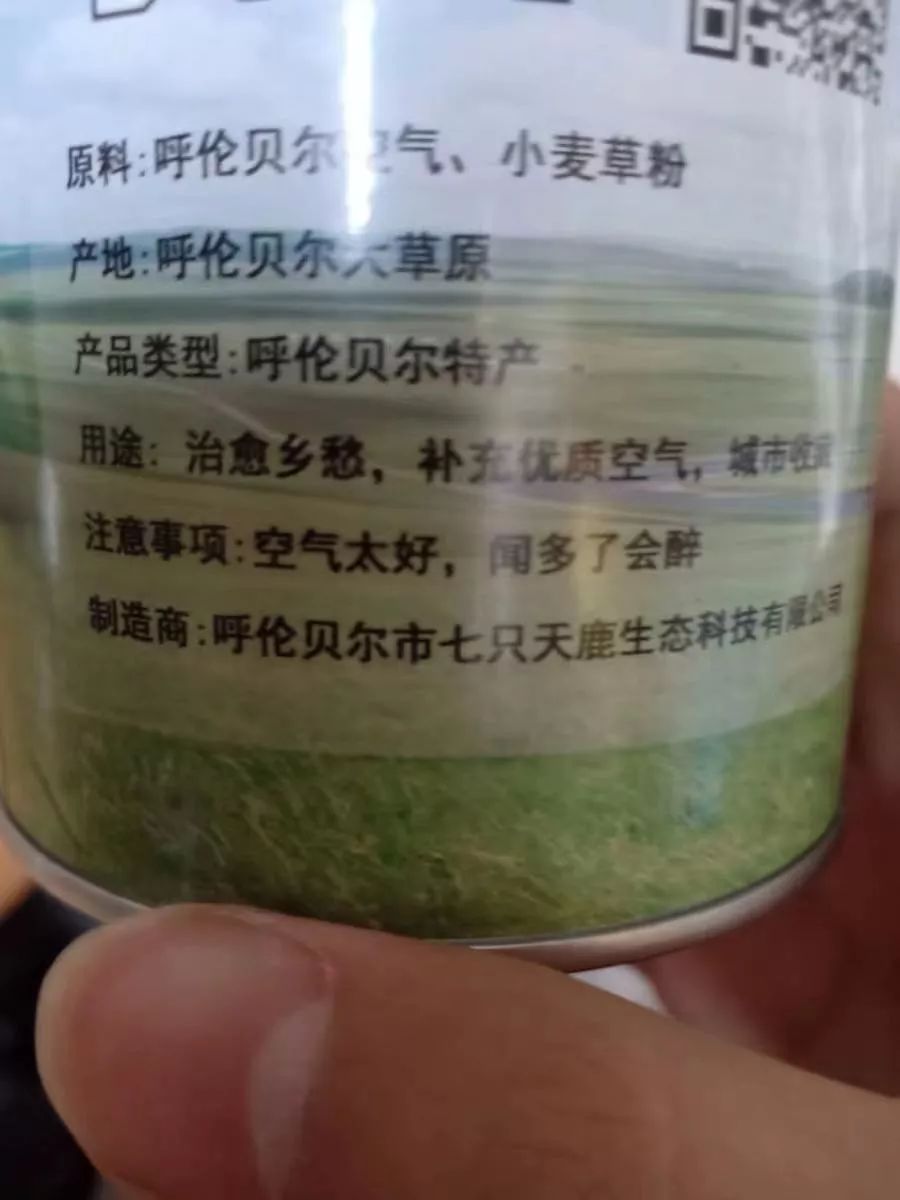 原料:呼伦贝尔空气、小麦草粉
产地:呼伦贝尔大草原
产品类型:呼伦贝尔特产
用途: 治愈乡愁，补充优质空气，城市收藏
注意事项:空气太好，闻多了会醉
制造商:呼伦贝尔市七只天鹿生态科技有限公司